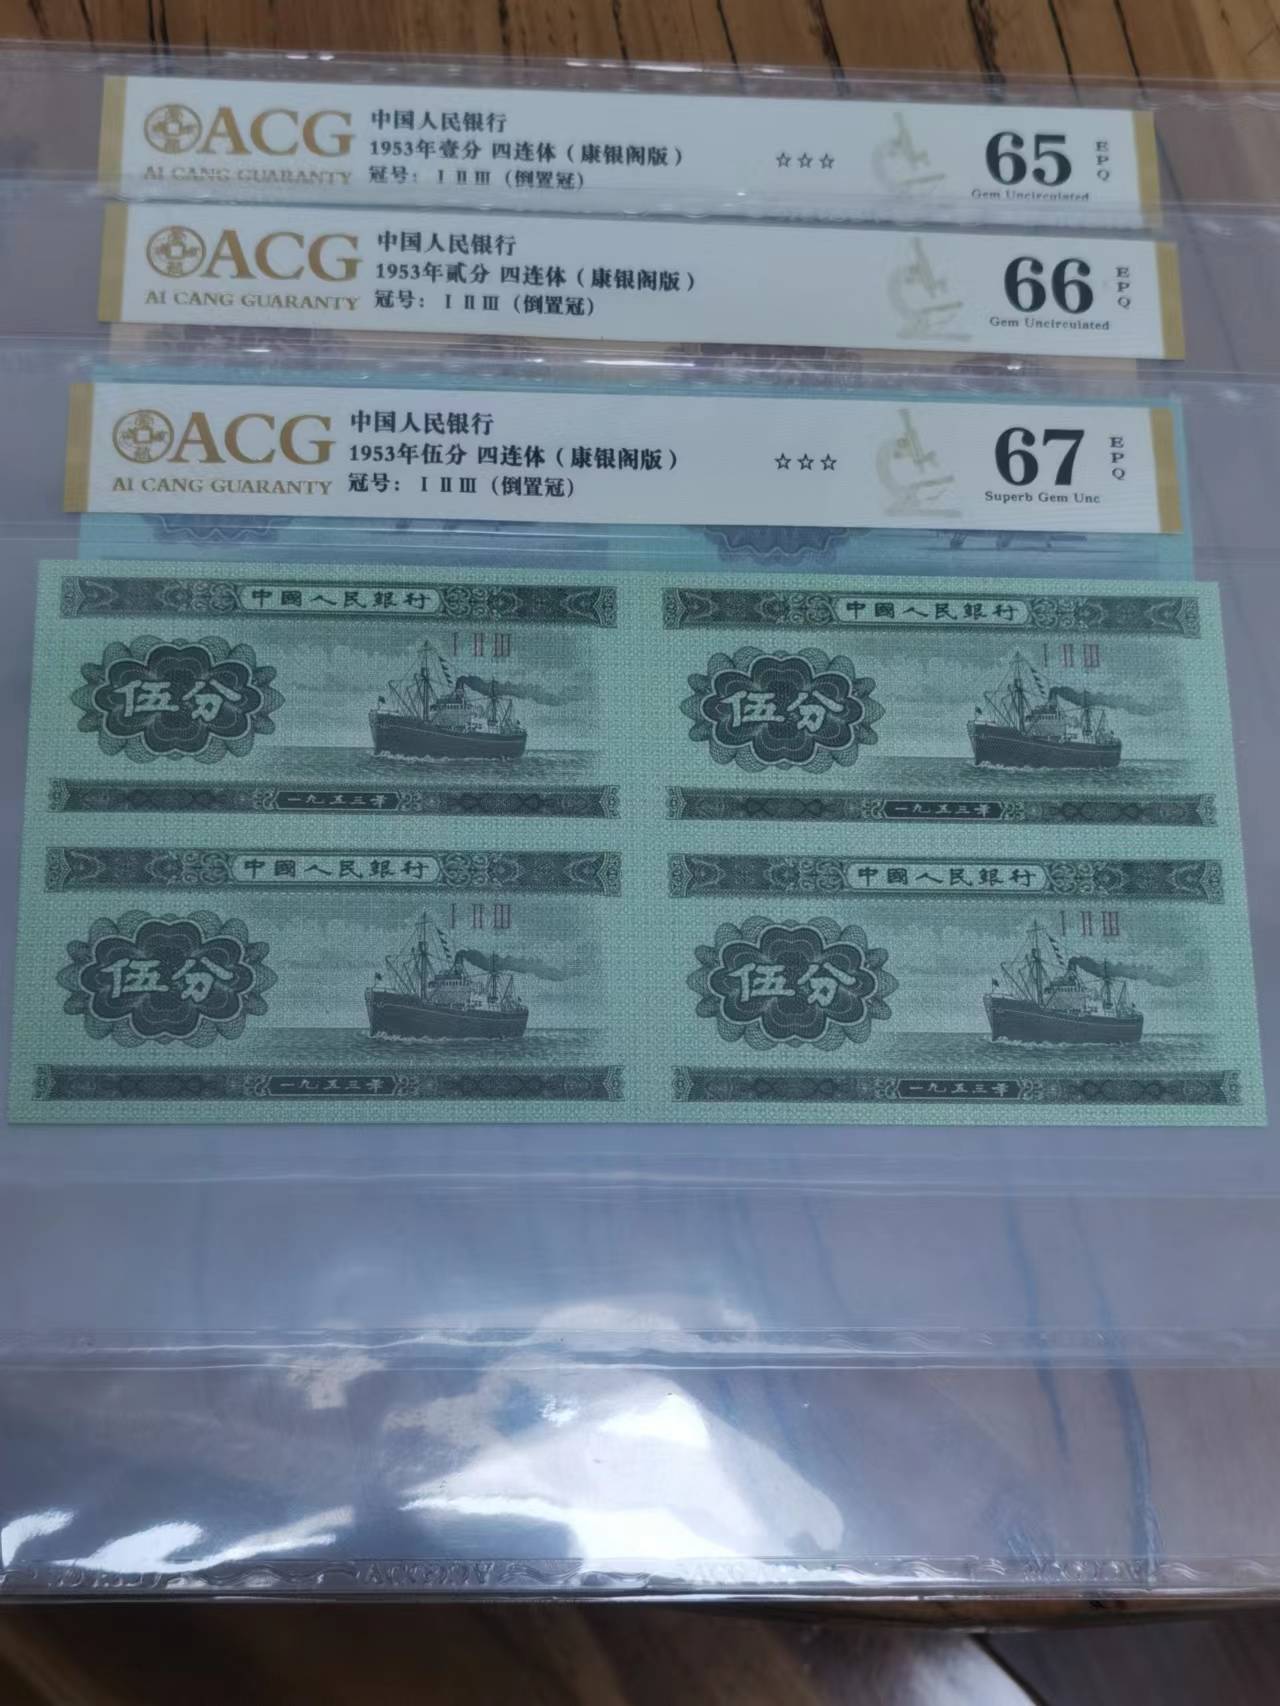 ACG
AI CANG GUARANTY
中国人民银行
1953年壹分 四连体（康银阁版）
冠号：Ⅰ Ⅱ Ⅲ（倒置冠）
☆☆☆
65
EPQ
Gem Uncirculated
ACG
AI CANG GUARANTY
中国人民银行
1953年贰分 四连体（康银阁版）
冠号：Ⅰ Ⅱ Ⅲ（倒置冠）
66
EPQ
Gem Uncirculated
ACG
AI CANG GUARANTY
中国人民银行
1953年伍分 四连体（康银阁版）
冠号：Ⅰ Ⅱ Ⅲ（倒置冠）
☆☆☆
67
EPQ
Superb Gem Unc
中國人民銀行
Ⅰ Ⅱ Ⅲ
伍分
一九五三年
中國人民銀行
Ⅰ Ⅱ Ⅲ
伍分
一九五三年
中國人民銀行
Ⅰ Ⅱ Ⅲ
伍分
一九五三年
中國人民銀行
Ⅰ Ⅱ Ⅲ
伍分
一九五三年